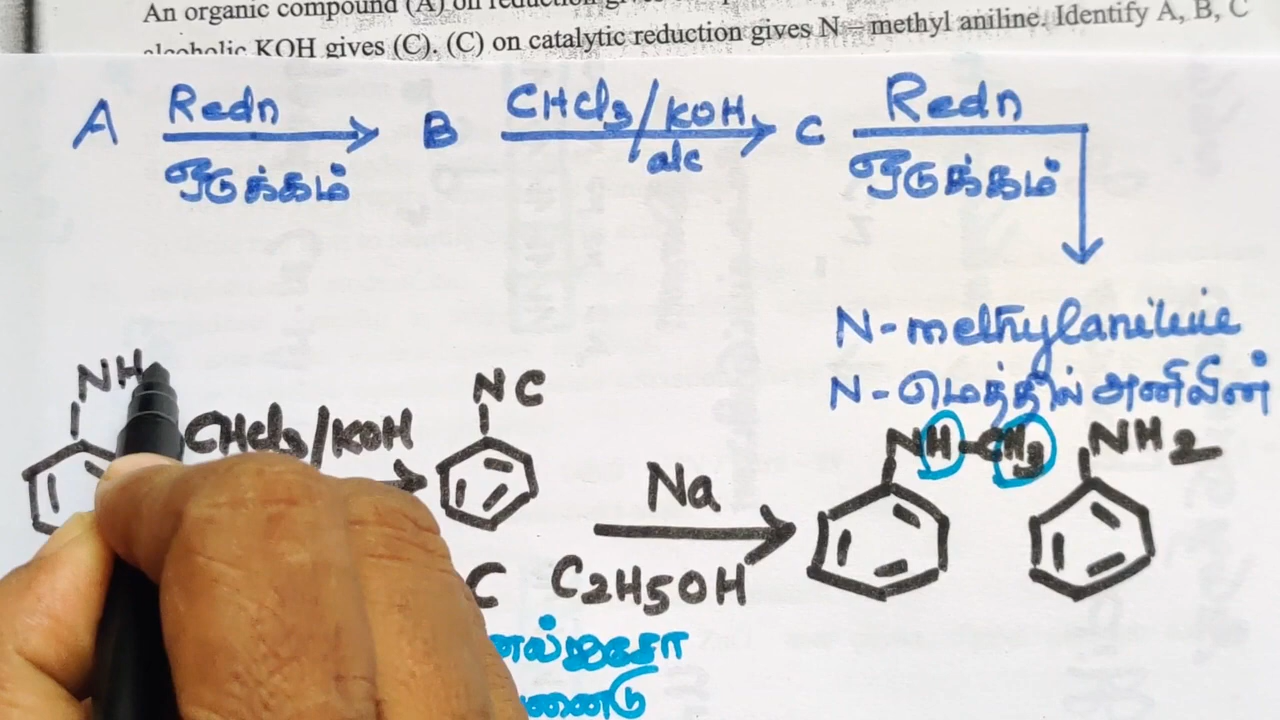 An organic compound (A) on reduction
alcoholic KOH gives (C). (C) on catalytic reduction gives N – methyl aniline. Identify A, B, C
A Redn B CHCl3/KOH C Redn
ஒடுக்கம் alc ஒடுக்கம்
N-methylaniline
N-மெத்தில் அனிலீன்
NH CHCl3/KOH NC Na NH-CH3 NH2
C C2H5OH